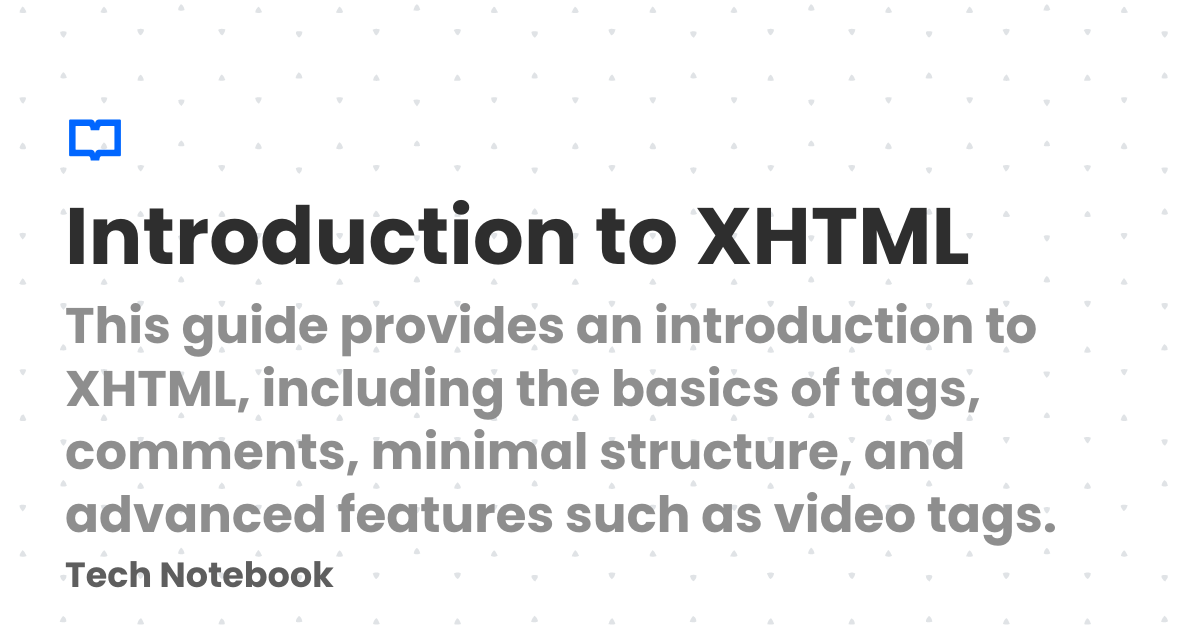 Introduction to XHTML
This guide provides an introduction to
XHTML, including the basics of tags,
comments, minimal structure, and
advanced features such as video tags.
Tech Notebook